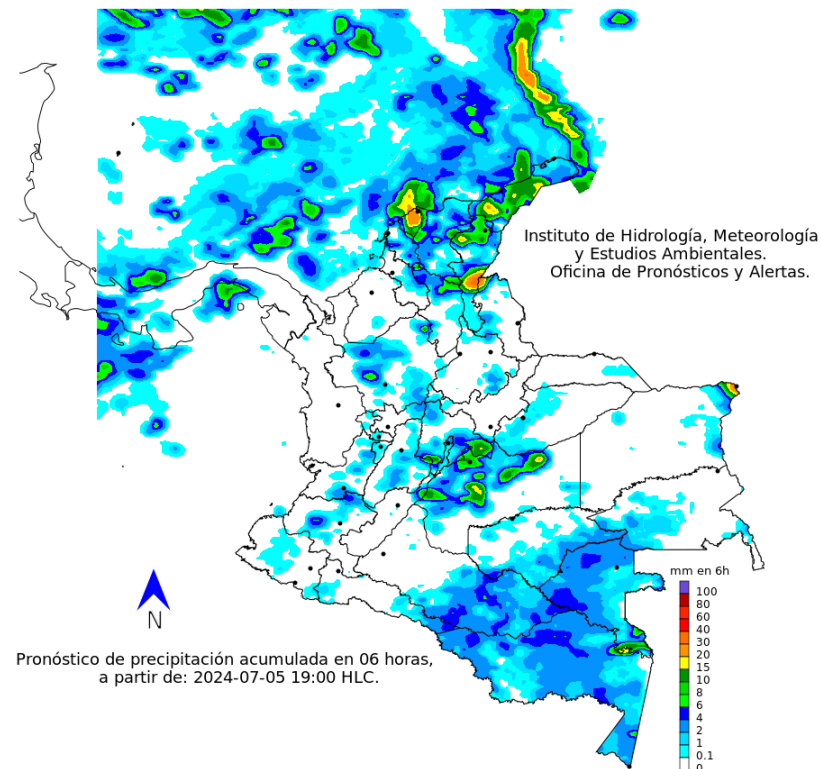 Instituto de Hidrología, Meteorología
y Estudios Ambientales.
Oficina de Pronósticos y Alertas.
mm en 6h
100
80
60
40
30
20
15
10
8
6
4
2
1
0.1
0
N
Pronóstico de precipitación acumulada en 06 horas,
a partir de: 2024-07-05 19:00 HLC.